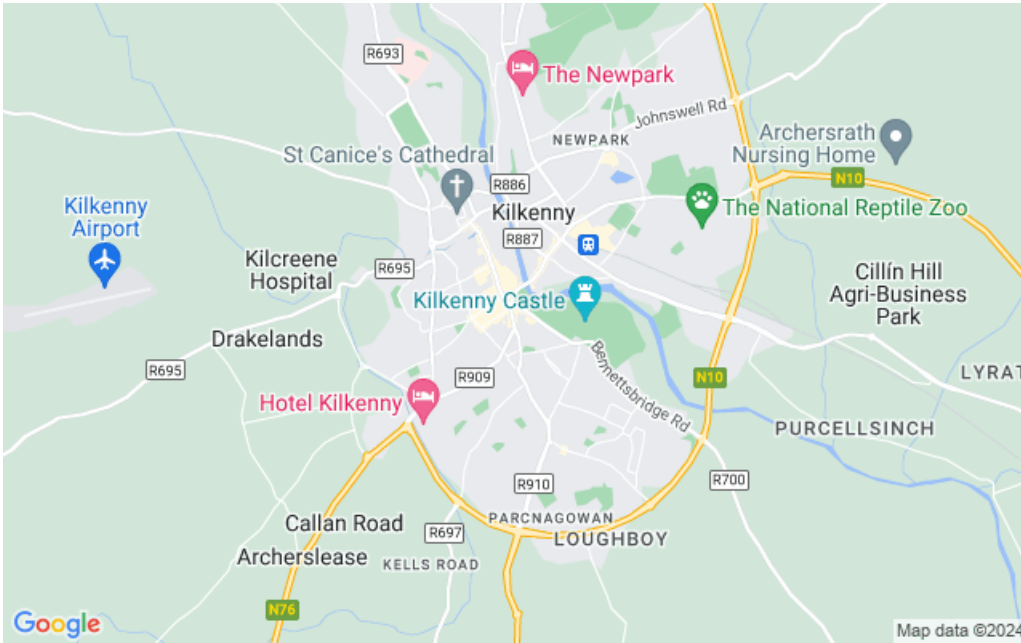 R693
The Newpark
Johnswell Rd
NEWPARK
Archersrath
Nursing Home
St Canice's Cathedral
R886
N10
Kilkenny
Airport
Kilkenny
The National Reptile Zoo
R887
Kilcreene
Hospital
R695
Cillín Hill
Agri-Business
Park
Kilkenny Castle
Drakelands
R695
R909
Bennettsbridge Rd
N10
LYRAT
Hotel Kilkenny
PURCELLSINCH
R910
R700
Callan Road
PARCNAGOWAN
R697
LOUGHBOY
Archerslease
KELLS ROAD
N76
Google
Map data ©2024